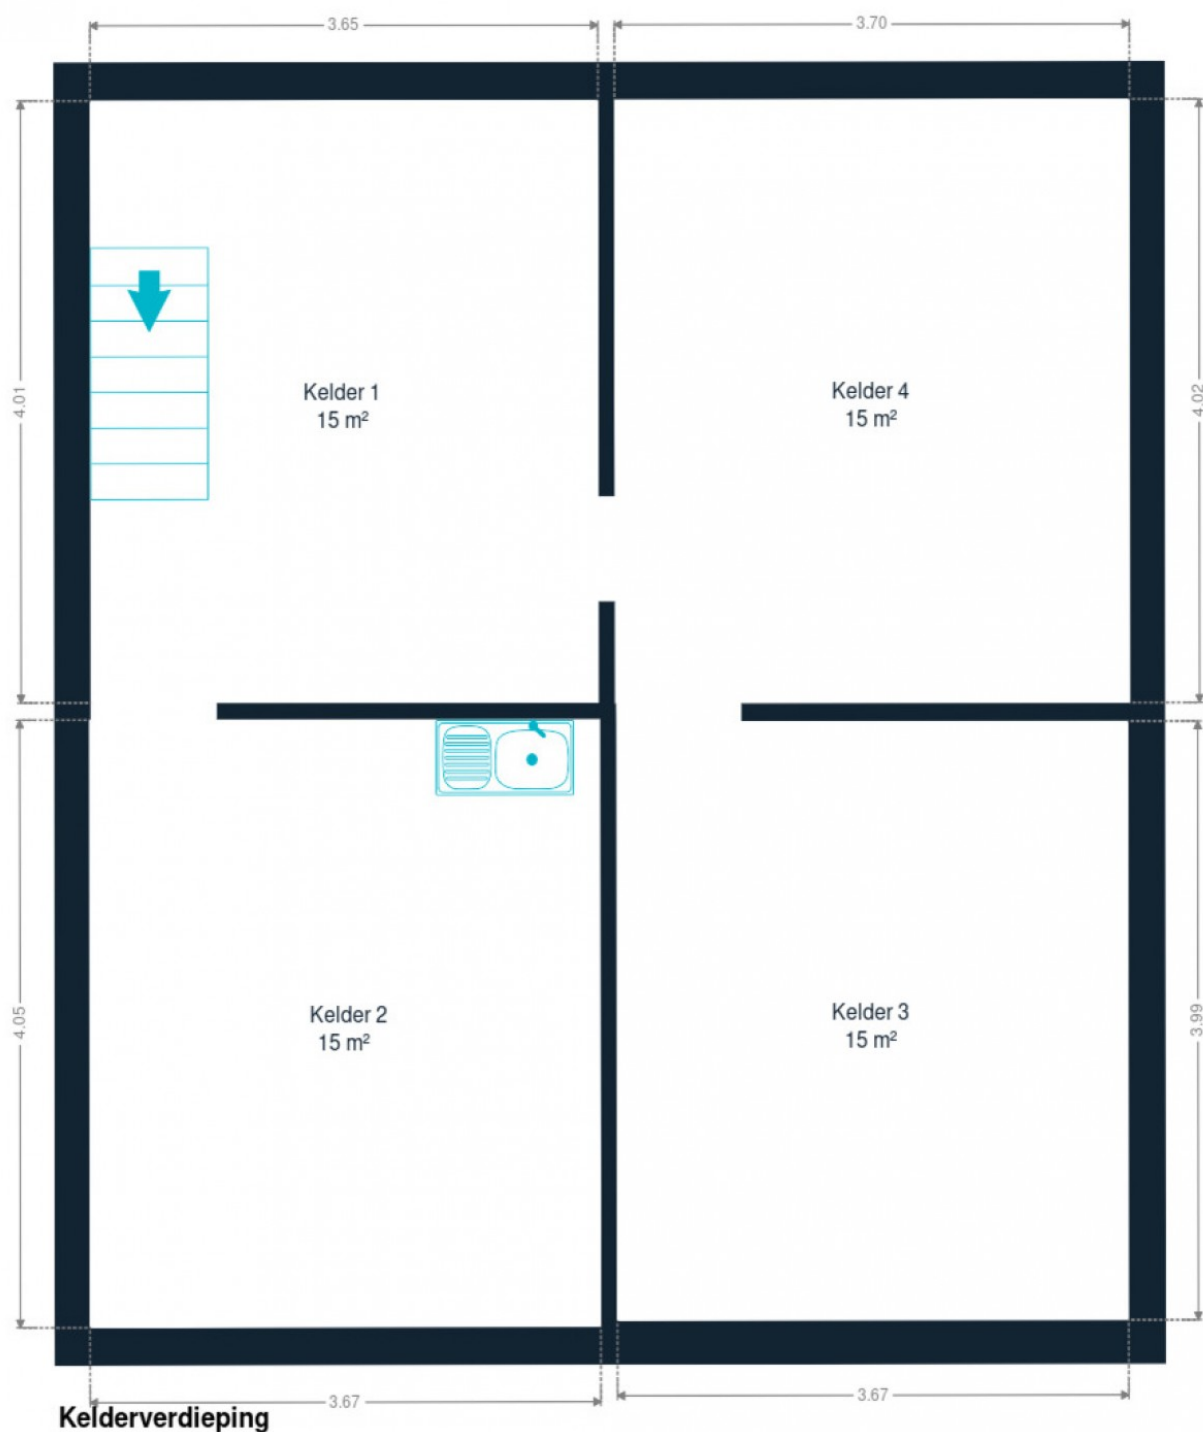 3.65
3.70
4.01
4.02
Kelder 1
15 m²
Kelder 4
15 m²
4.05
3.99
Kelder 2
15 m²
Kelder 3
15 m²
3.67
3.67
Kelderverdieping